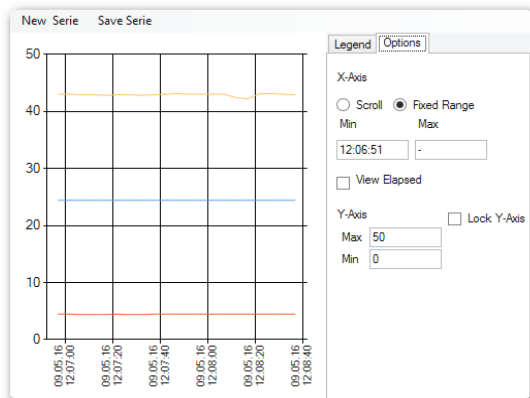 New Serie Save Serie
50
40
30
20
10
0
09.05.16
12:07:00
09.05.16
12:07:20
09.05.16
12:07:40
09.05.16
12:08:00
09.05.16
12:08:20
09.05.16
12:08:40
Legend Options
X-Axis
Scroll Fixed Range
Min Max
12:06:51 -
View Elapsed
Y-Axis
Lock Y-Axis
Max 50
Min 0